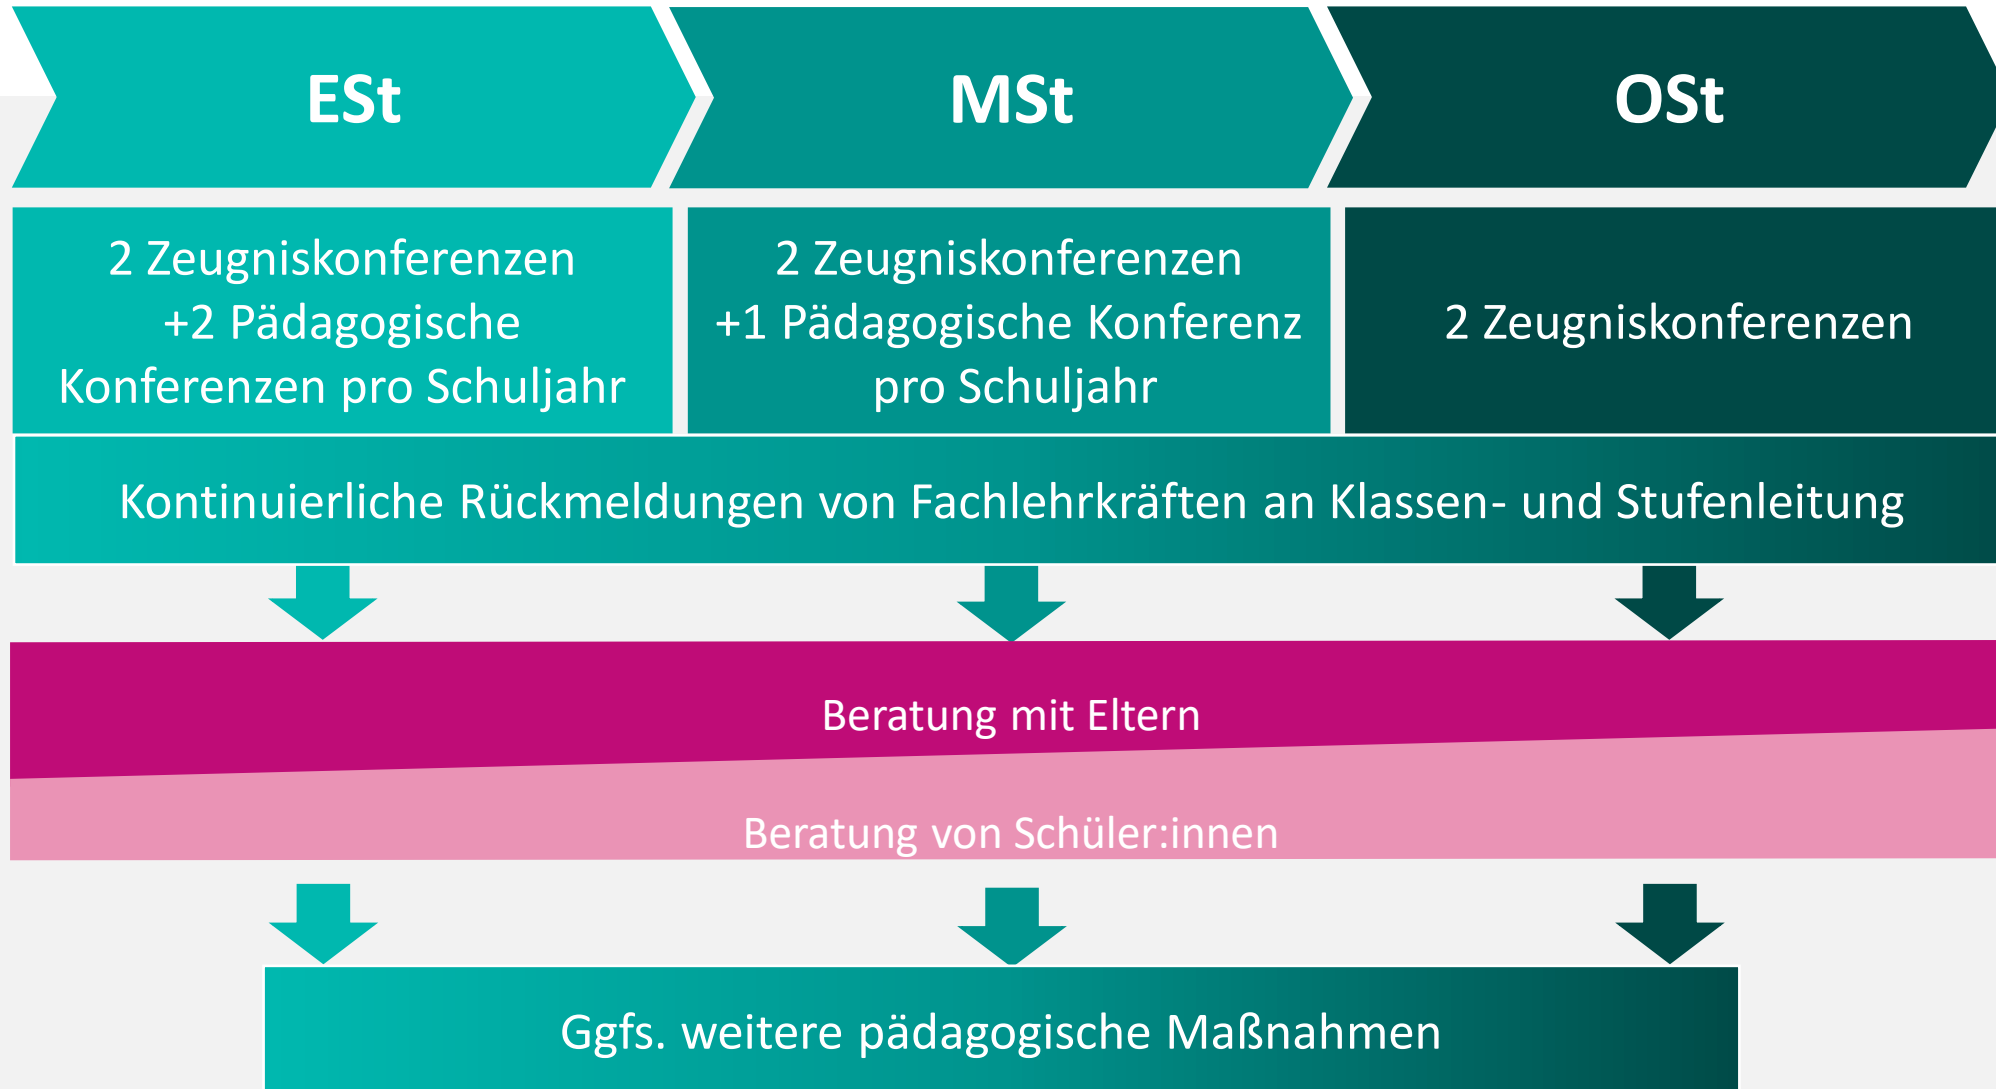 ESt
MSt
OSt
2 Zeugniskonferenzen
+2 Pädagogische
Konferenzen pro Schuljahr
2 Zeugniskonferenzen
+1 Pädagogische Konferenz
pro Schuljahr
2 Zeugniskonferenzen
Kontinuierliche Rückmeldungen von Fachlehrkräften an Klassen- und Stufenleitung
Beratung mit Eltern
Beratung von Schüler:innen
Ggfs. weitere pädagogische Maßnahmen